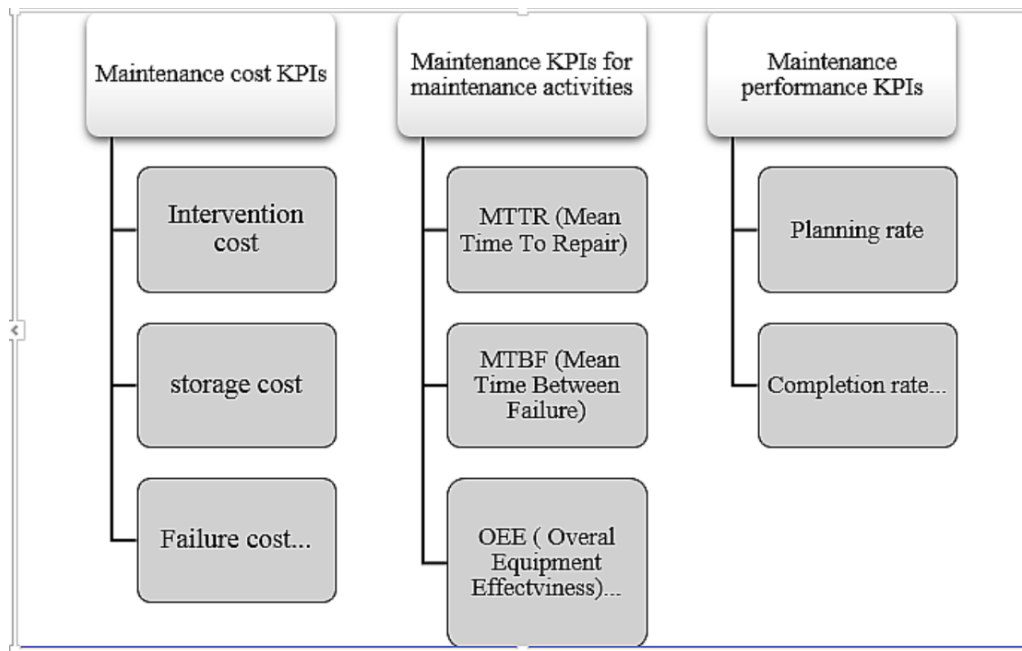 Maintenance cost KPIs
Intervention
cost
storage cost
Failure cost...
Maintenance KPIs for
maintenance activities
MTTR (Mean
Time To Repair)
MTBF (Mean
Time Between
Failure)
OEE ( Overal
Equipment
Effectviness)...
Maintenance
performance KPIs
Planning rate
Completion rate...